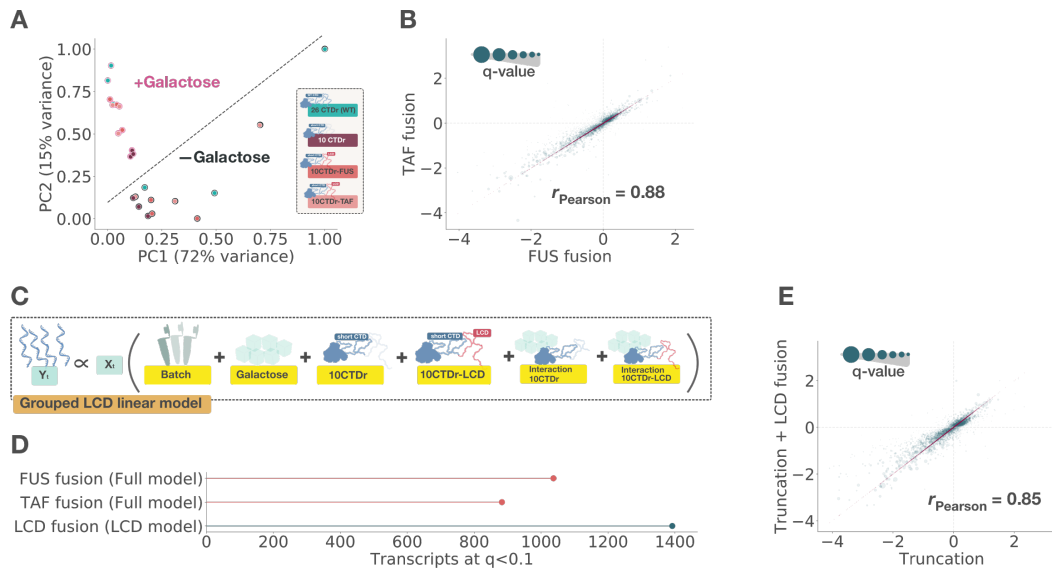 A
PC2 (15% variance)
1.00
0.75
0.50
0.25
0.00
+Galactose
−Galactose
26 CTDr (WT)
10 CTDr
10CTDr-FUS
10CTDr-TAF
0.00 0.25 0.50 0.75 1.00
PC1 (72% variance)
B
TAF fusion
2
0
−2
−4
q-value
rPearson = 0.88
−4 −2 0 2
FUS fusion
C
short CTD short CTD LCD
Yt ∝ Xt
Batch + Galactose + 10CTDr + 10CTDr-LCD + Interaction 10CTDr + Interaction 10CTDr-LCD
Grouped LCD linear model
D
FUS fusion (Full model)
TAF fusion (Full model)
LCD fusion (LCD model)
0 200 400 600 800 1000 1200 1400
Transcripts at q<0.1
E
Truncation + LCD fusion
2
0
−2
−4
q-value
rPearson = 0.85
−4 −2 0 2
Truncation